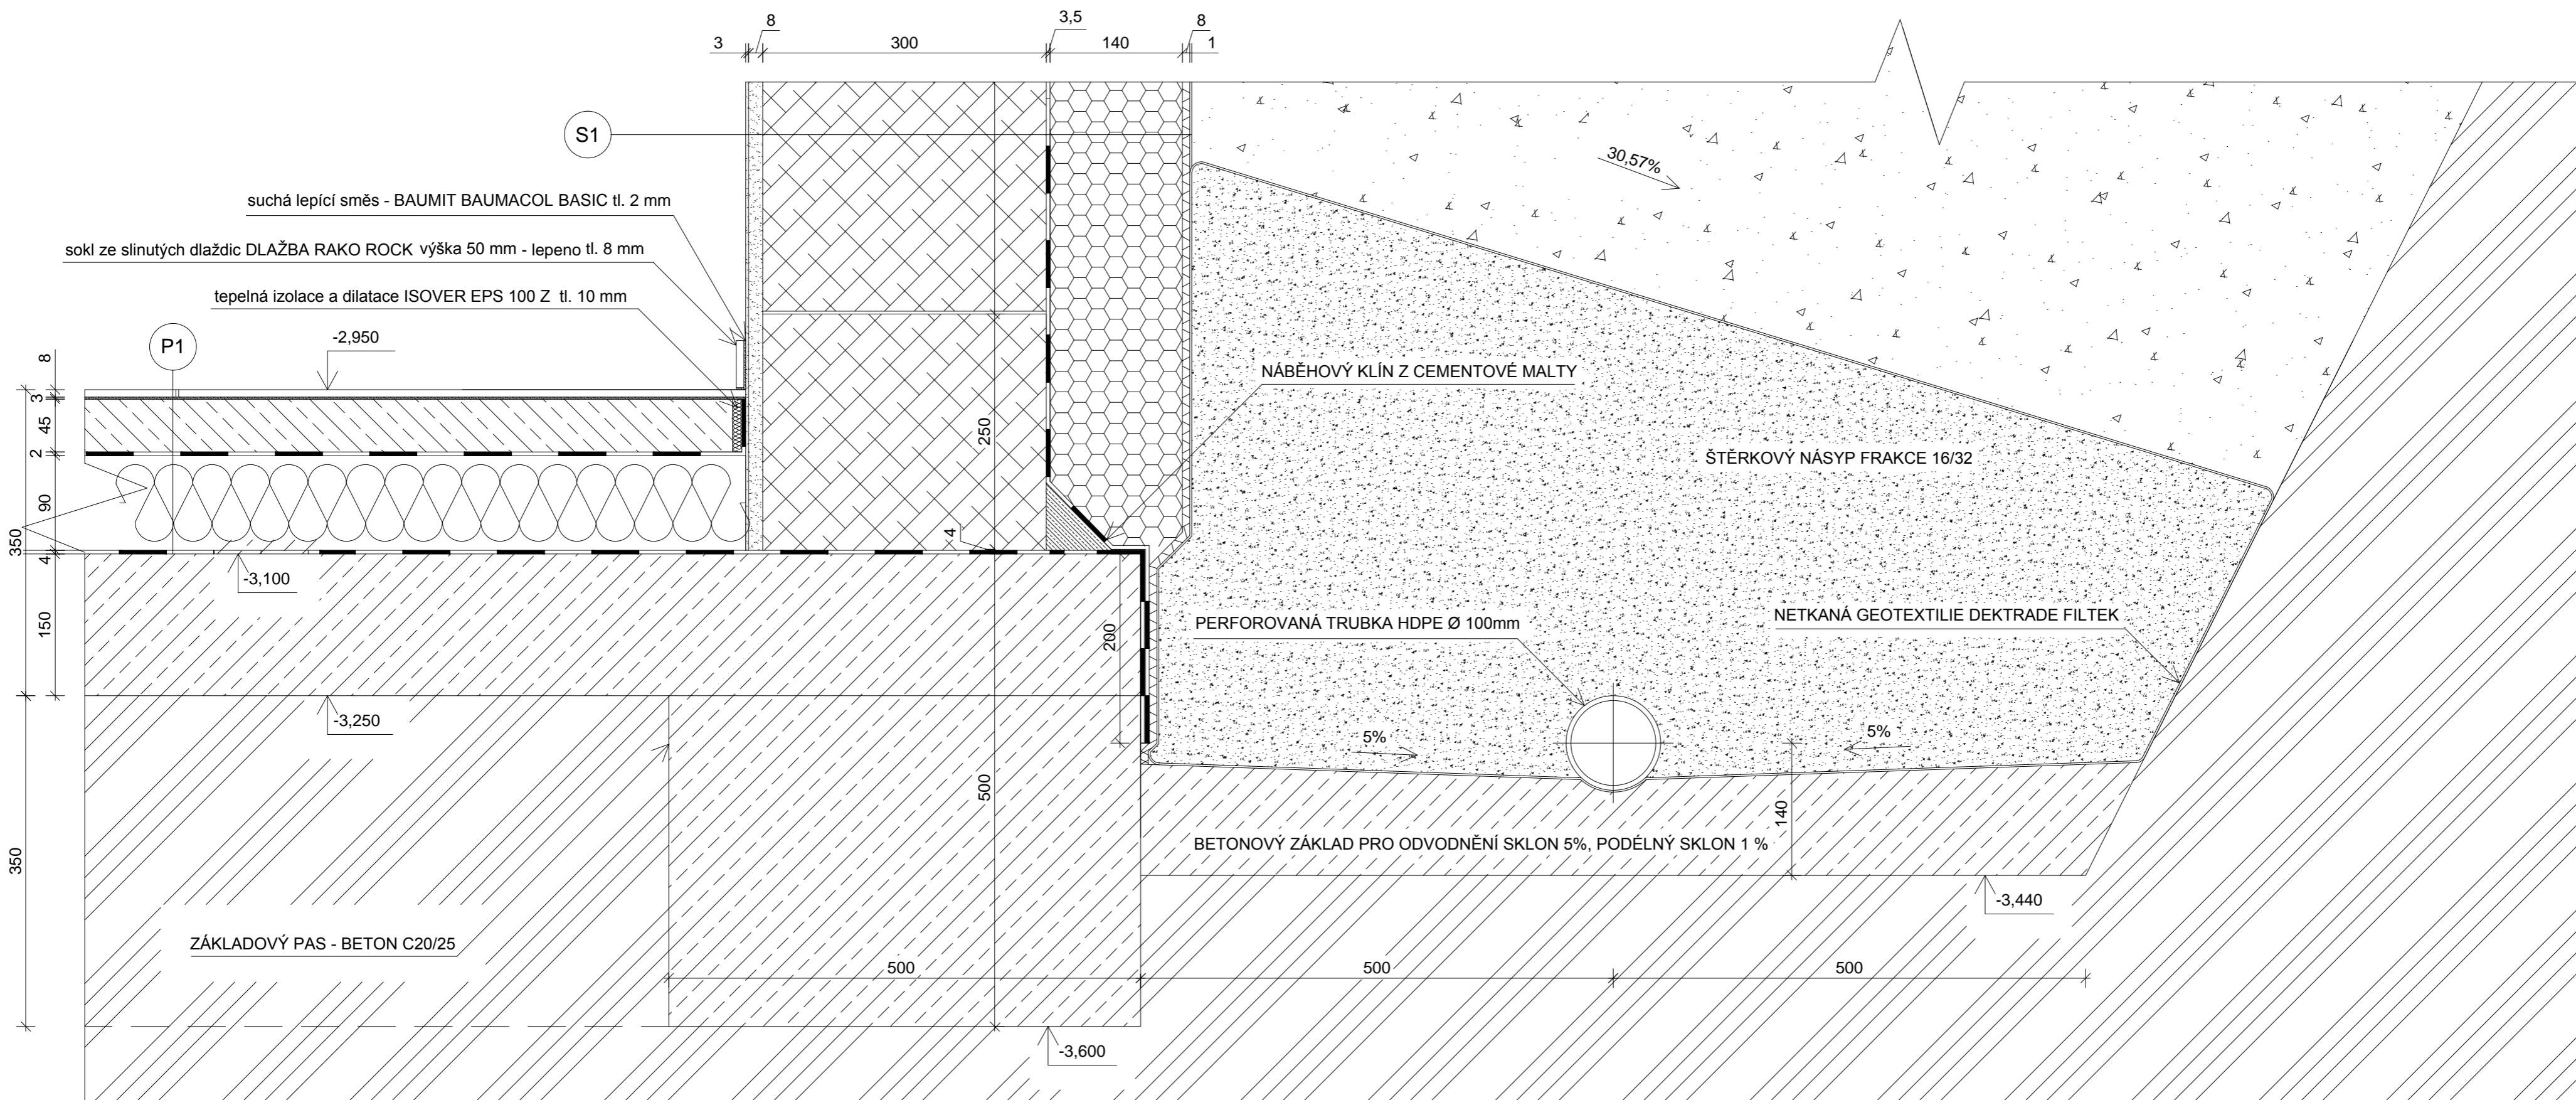 8
3,5
8
3
300
140
1
S1
30,57%
suchá lepící směs - BAUMIT BAUMACOL BASIC tl. 2 mm
sokl ze slinutých dlaždic DLAŽBA RAKO ROCK výška 50 mm - lepeno tl. 8 mm
tepelná izolace a dilatace ISOVER EPS 100 Z tl. 10 mm
P1
-2,950
8
3
45
2
90
350
4
150
350
NÁBĚHOVÝ KLÍN Z CEMENTOVÉ MALTY
250
ŠTĚRKOVÝ NÁSYP FRAKCE 16/32
4
-3,100
200
PERFOROVANÁ TRUBKA HDPE Ø 100mm
NETKANÁ GEOTEXTILIE DEKTRADE FILTEK
-3,250
5%
5%
500
140
BETONOVÝ ZÁKLAD PRO ODVODNĚNÍ SKLON 5%, PODÉLNÝ SKLON 1 %
-3,440
ZÁKLADOVÝ PAS - BETON C20/25
500
500
500
-3,600